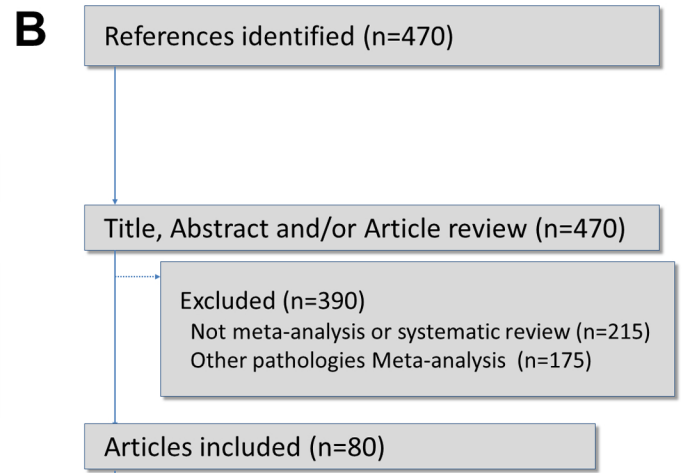 B
References identified (n=470)
Title, Abstract and/or Article review (n=470)
Excluded (n=390)
Not meta-analysis or systematic review (n=215)
Other pathologies Meta-analysis (n=175)
Articles included (n=80)